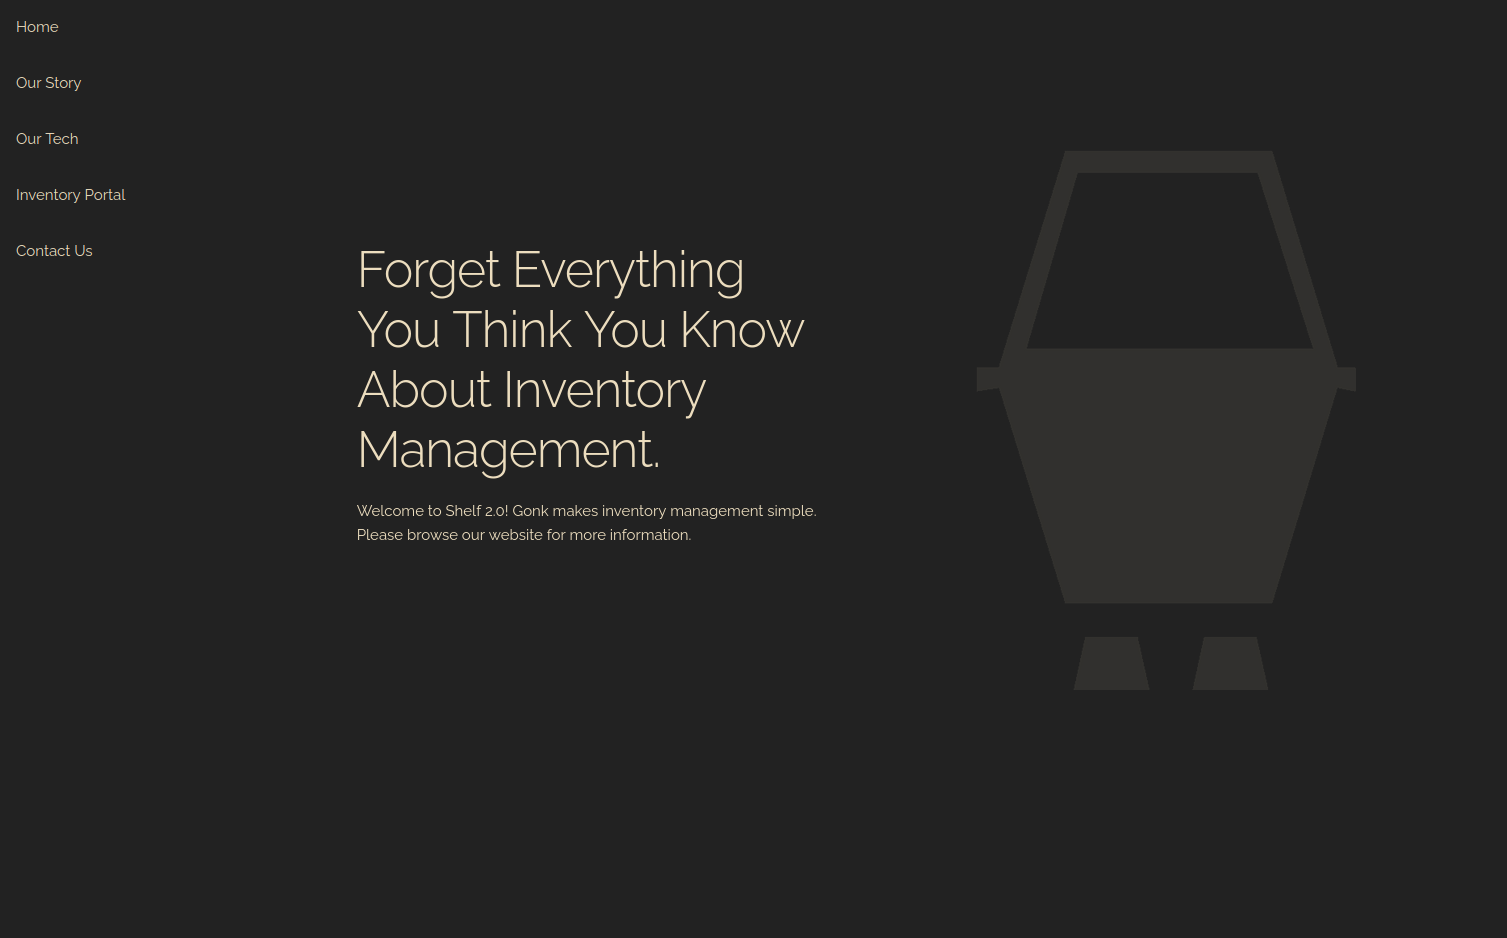 Home
Our Story
Our Tech
Inventory Portal
Contact Us
Forget Everything
You Think You Know
About Inventory
Management.
Welcome to Shelf 2.0! Gonk makes inventory management simple.
Please browse our website for more information.